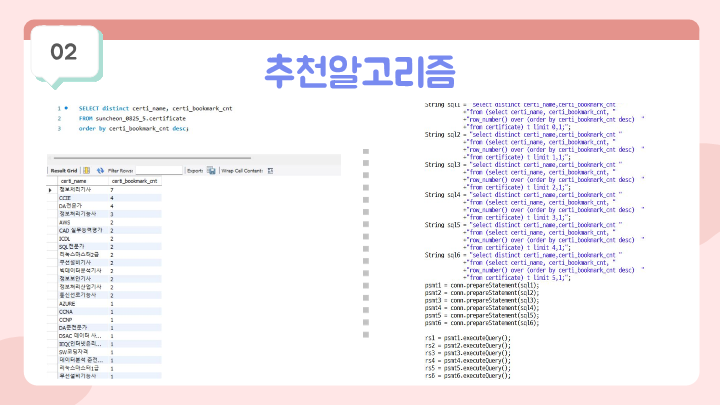 02
추천알고리즘
1 SELECT distinct certi_name, certi_bookmark_cnt
2 FROM suncheon_0825_5.certificate
3 order by certi_bookmark_cnt desc;
Result Grid Filter Rows: Export: Wrap Cell Content:
certi_name certi_bookmark_cnt
정보처리기사 7
CCIE 4
DA전문가 4
정보처리기능사 3
AWS 2
CAD 실무능력평가 2
ICDL 2
SQL전문가 2
리눅스마스터2급 2
무선설비기사 2
빅데이터분석기사 2
정보보안기사 2
정보처리산업기사 2
통신선로기능사 2
AZURE 1
CCNA 1
CCNP 1
DA준전문가 1
DSAC 데이터 사... 1
IEQ(인터넷윤리... 1
SW코딩자격 1
데이터분석 준전... 1
리눅스마스터1급 1
무선설비기능사 1
String sql1 = "select distinct certi_name,certi_bookmark_cnt "
+"from (select certi_name, certi_bookmark_cnt, "
+"row_number() over (order by certi_bookmark_cnt desc) "
+"from certificate) t limit 0,1;";
String sql2 = "select distinct certi_name "
+"from (select certi_name, certi_bookmark_cnt, "
+"row_number() over (order by certi_bookmark_cnt desc) "
+"from certificate) t limit 1,1;";
String sql3 = "select distinct certi_name "
+"from (select certi_name, certi_bookmark_cnt, "
+"row_number() over (order by certi_bookmark_cnt desc) "
+"from certificate) t limit 2,1;";
String sql4 = "select distinct certi_name "
+"from (select certi_name, certi_bookmark_cnt, "
+"row_number() over (order by certi_bookmark_cnt desc) "
+"from certificate) t limit 3,1;";
String sql5 = "select distinct certi_name "
+"from (select certi_name, certi_bookmark_cnt, "
+"row_number() over (order by certi_bookmark_cnt desc) "
+"from certificate) t limit 4,1;";
String sql6 = "select distinct certi_name "
+"from (select certi_name, certi_bookmark_cnt, "
+"row_number() over (order by certi_bookmark_cnt desc) "
+"from certificate) t limit 5,1;";
psmt1 = conn.prepareStatement(sql1);
psmt2 = conn.prepareStatement(sql2);
psmt3 = conn.prepareStatement(sql3);
psmt4 = conn.prepareStatement(sql4);
psmt5 = conn.prepareStatement(sql5);
psmt6 = conn.prepareStatement(sql6);
rs1 = psmt1.executeQuery();
rs2 = psmt2.executeQuery();
rs3 = psmt3.executeQuery();
rs4 = psmt4.executeQuery();
rs5 = psmt5.executeQuery();
rs6 = psmt6.executeQuery();